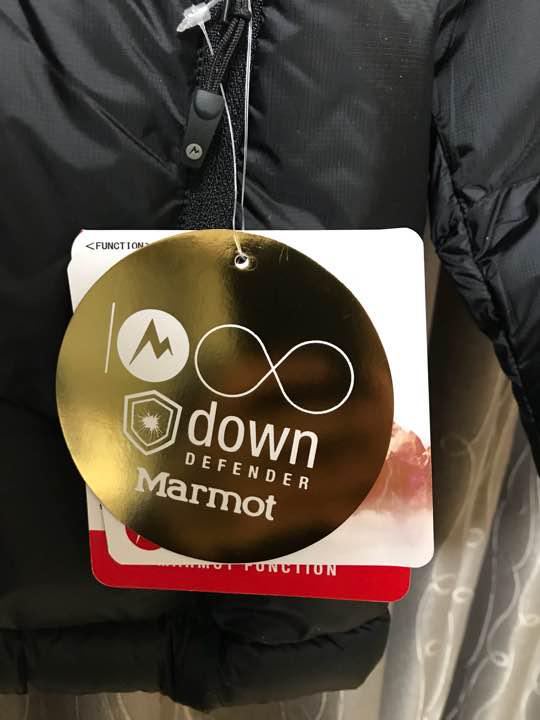 <FUNCTION>
down
DEFENDER
Marmot
MARMOT FUNCTION